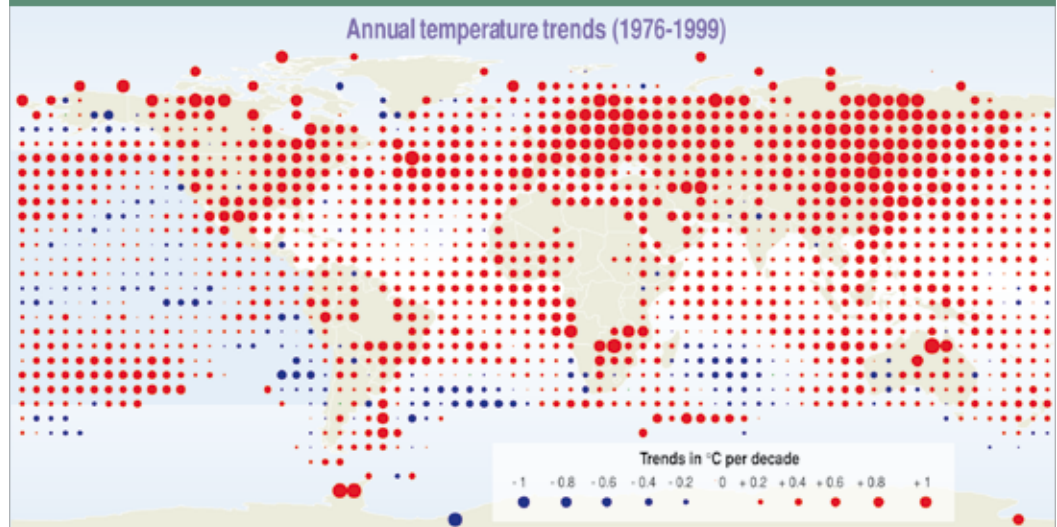 Annual temperature trends (1976-1999)
Trends in °C per decade
- 1 - 0.8 - 0.6 - 0.4 - 0.2 0 + 0.2 + 0.4 + 0.6 + 0.8 + 1